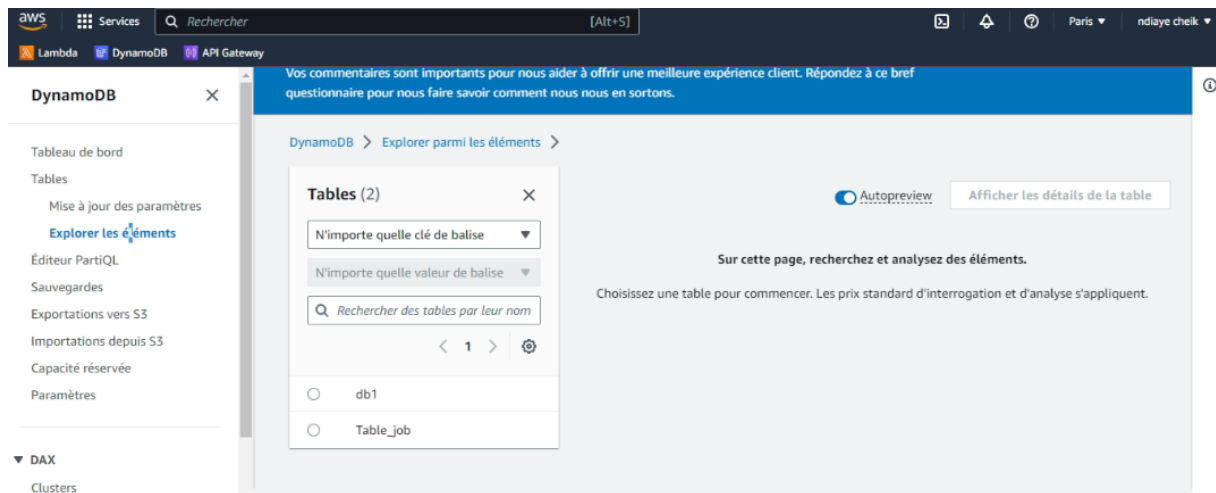 aws Services Rechercher [Alt+S] Paris ▼ ndiaye cheik ▼
Lambda DynamoDB API Gateway
Vos commentaires sont importants pour nous aider à offrir une meilleure expérience client. Répondez à ce bref
questionnaire pour nous faire savoir comment nous nous en sortons.
DynamoDB
Tableau de bord
Tables
Mise à jour des paramètres
Explorer les éléments
Éditeur PartiQL
Sauvegardes
Exportations vers S3
Importations depuis S3
Capacité réservée
Paramètres
▼ DAX
Clusters
DynamoDB > Explorer parmi les éléments >
Tables (2)
N'importe quelle clé de balise
N'importe quelle valeur de balise
Rechercher des tables par leur nom
< 1 >
db1
Table_job
Autopreview Afficher les détails de la table
Sur cette page, recherchez et analysez des éléments.
Choisissez une table pour commencer. Les prix standard d'interrogation et d'analyse s'appliquent.